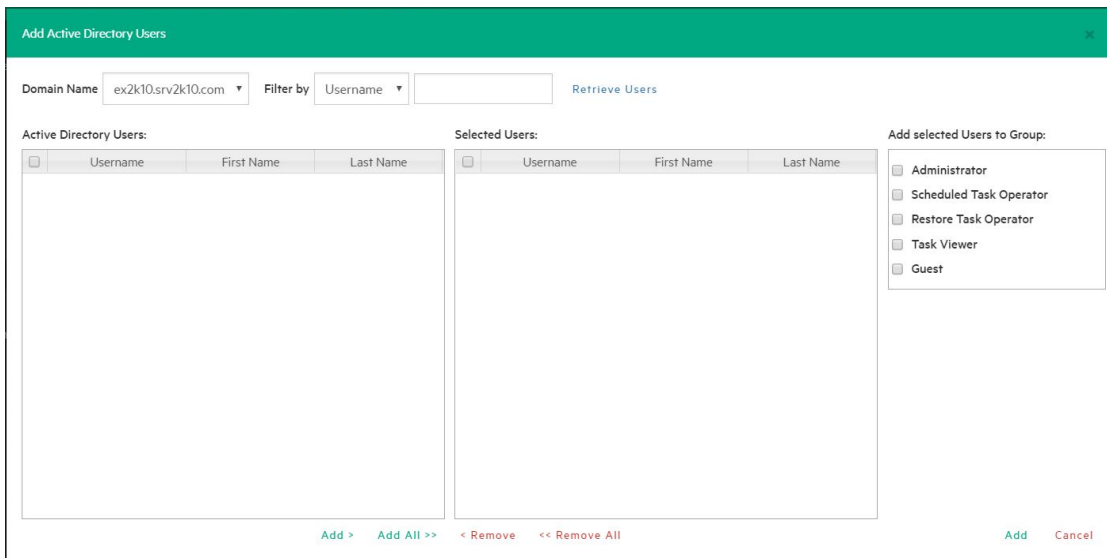 Add Active Directory Users
Domain Name ex2k10.srv2k10.com Filter by Username Retrieve Users
Active Directory Users: Selected Users: Add selected Users to Group:
Username First Name Last Name Username First Name Last Name
Administrator
Scheduled Task Operator
Restore Task Operator
Task Viewer
Guest
Add > Add All >> < Remove << Remove All Add Cancel